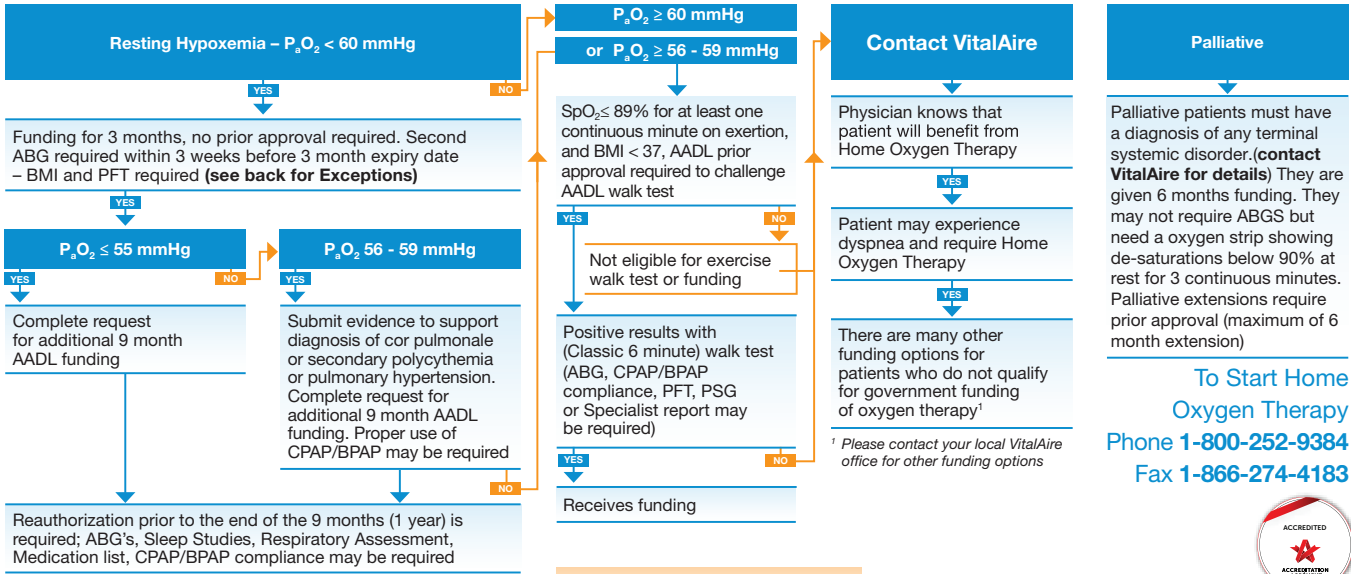 Resting Hypoxemia – PaO2 < 60 mmHg
YES
NO
Funding for 3 months, no prior approval required. Second
ABG required within 3 weeks before 3 month expiry date
– BMI and PFT required (see back for Exceptions)
YES
PaO2 ≤ 55 mmHg
YES
NO
Complete request
for additional 9 month
AADL funding
PaO2 56 - 59 mmHg
YES
Submit evidence to support
diagnosis of cor pulmonale
or secondary polycythemia
or pulmonary hypertension.
Complete request for
additional 9 month AADL
funding. Proper use of
CPAP/BPAP may be required
NO
Reauthorization prior to the end of the 9 months (1 year) is
required; ABG's, Sleep Studies, Respiratory Assessment,
Medication list, CPAP/BPAP compliance may be required
PaO2 ≥ 60 mmHg
or PaO2 ≥ 56 - 59 mmHg
SpO2≤ 89% for at least one
continuous minute on exertion,
and BMI < 37, AADL prior
approval required to challenge
AADL walk test
YES
NO
Not eligible for exercise
walk test or funding
Positive results with
(Classic 6 minute) walk test
(ABG, CPAP/BPAP
compliance, PFT, PSG
or Specialist report may
be required)
YES
NO
Receives funding
Contact VitalAire
Physician knows that
patient will benefit from
Home Oxygen Therapy
YES
Patient may experience
dyspnea and require Home
Oxygen Therapy
YES
There are many other
funding options for
patients who do not qualify
for government funding
of oxygen therapy1
1 Please contact your local VitalAire
office for other funding options
Palliative
Palliative patients must have
a diagnosis of any terminal
systemic disorder.(contact
VitalAire for details) They are
given 6 months funding. They
may not require ABGS but
need a oxygen strip showing
de-saturations below 90% at
rest for 3 continuous minutes.
Palliative extensions require
prior approval (maximum of 6
month extension)
To Start Home
Oxygen Therapy
Phone 1-800-252-9384
Fax 1-866-274-4183
ACCREDITED
ACCREDITATION